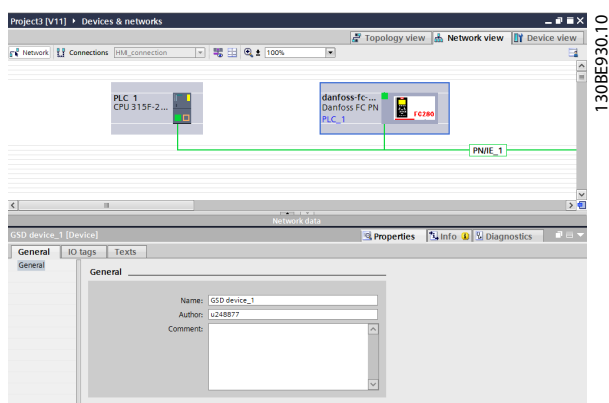 Project3 [V11] ▸ Devices & networks
Topology view Network view Device view
Network Connections HMI_connection 100%
PLC_1
CPU 315F-2...
danfoss-fc-...
Danfoss FC PN
PLC_1
FC280
PN/IE_1
Network data
GSD device_1 [Device]
Properties Info Diagnostics
General IO tags Texts
General
General
Name: GSD device_1
Author: u248877
Comment:
130BE930.10